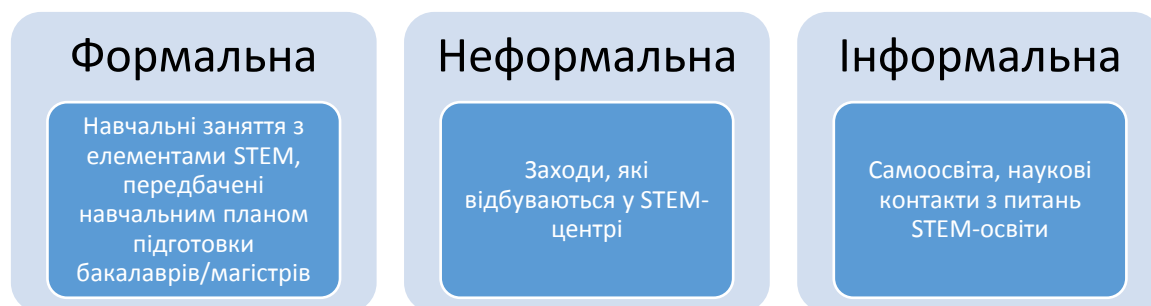 Формальна
Навчальні заняття з
елементами STEM,
передбачені
навчальним планом
підготовки
бакалаврів/магістрів
Неформальна
Заходи, які
відбуваються у STEM-
центрі
Інформальна
Самоосвіта, наукові
контакти з питань
STEM-освіти